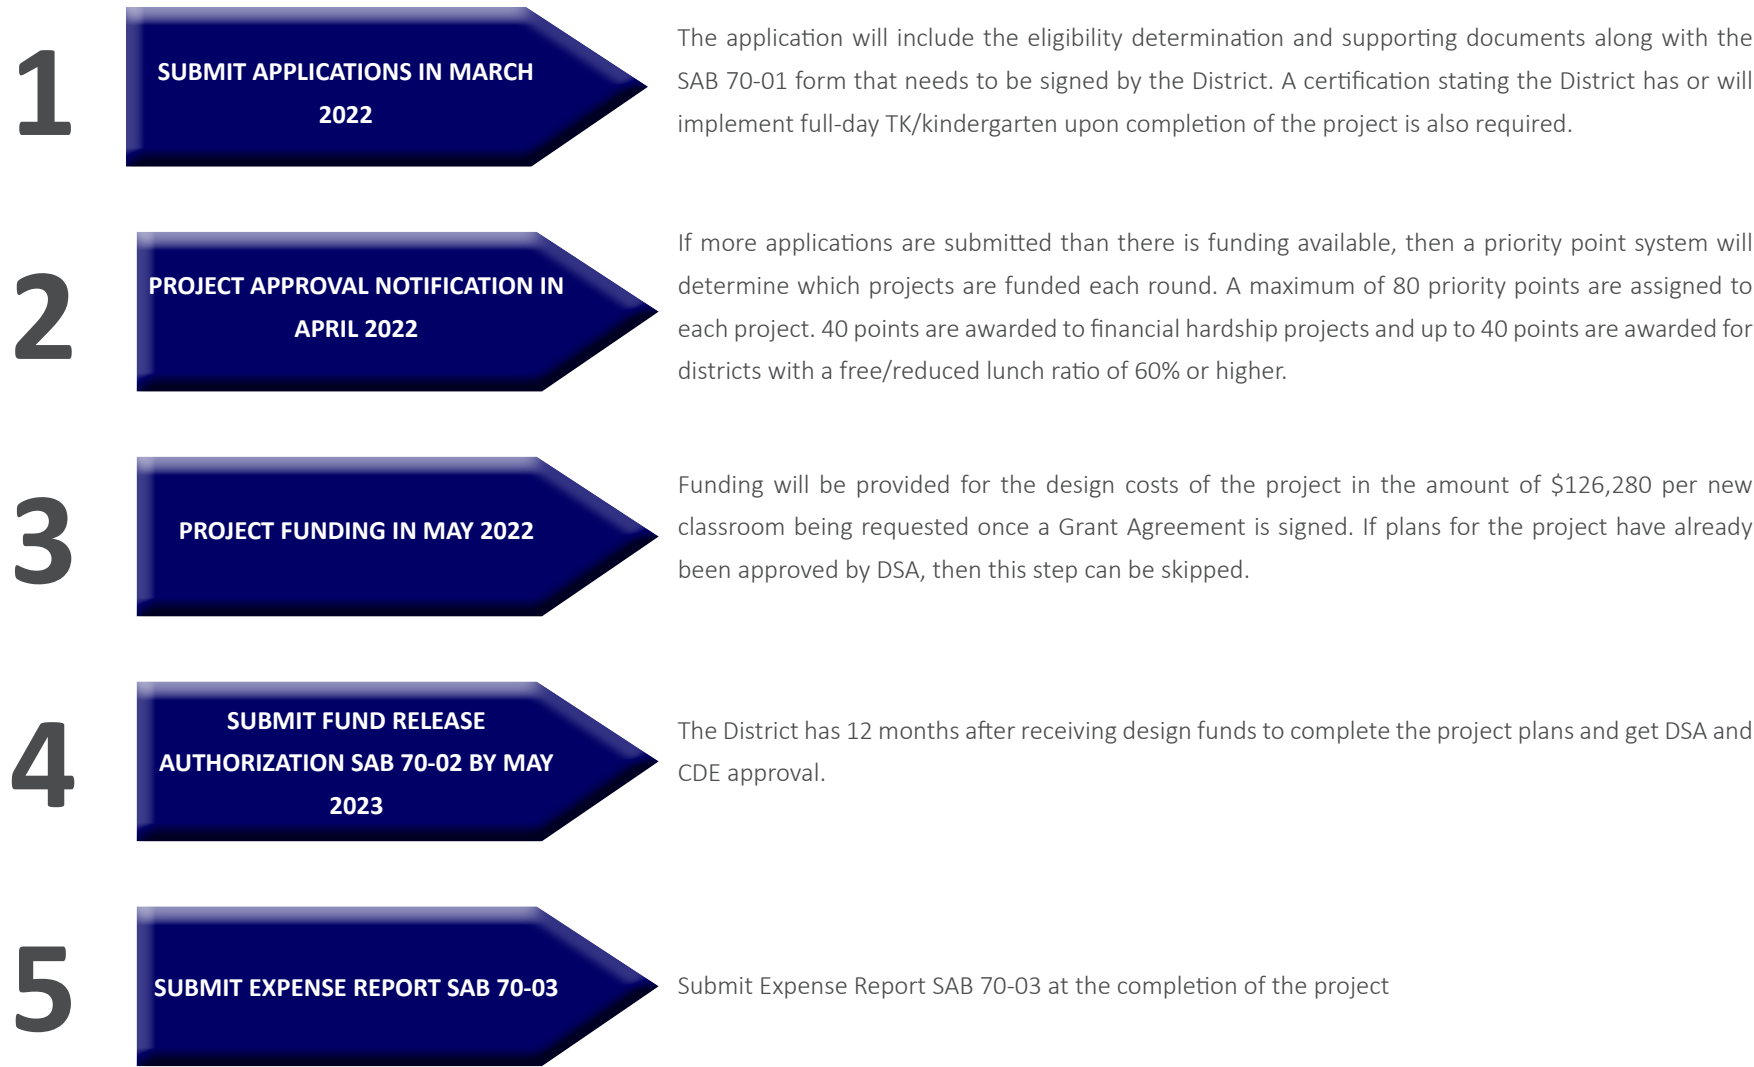 1
SUBMIT APPLICATIONS IN MARCH
2022
The application will include the eligibility determination and supporting documents along with the
SAB 70-01 form that needs to be signed by the District. A certification stating the District has or will
implement full-day TK/kindergarten upon completion of the project is also required.
2
PROJECT APPROVAL NOTIFICATION IN
APRIL 2022
If more applications are submitted than there is funding available, then a priority point system will
determine which projects are funded each round. A maximum of 80 priority points are assigned to
each project. 40 points are awarded to financial hardship projects and up to 40 points are awarded for
districts with a free/reduced lunch ratio of 60% or higher.
3
PROJECT FUNDING IN MAY 2022
Funding will be provided for the design costs of the project in the amount of $126,280 per new
classroom being requested once a Grant Agreement is signed. If plans for the project have already
been approved by DSA, then this step can be skipped.
4
SUBMIT FUND RELEASE
AUTHORIZATION SAB 70-02 BY MAY
2023
The District has 12 months after receiving design funds to complete the project plans and get DSA and
CDE approval.
5
SUBMIT EXPENSE REPORT SAB 70-03
Submit Expense Report SAB 70-03 at the completion of the project